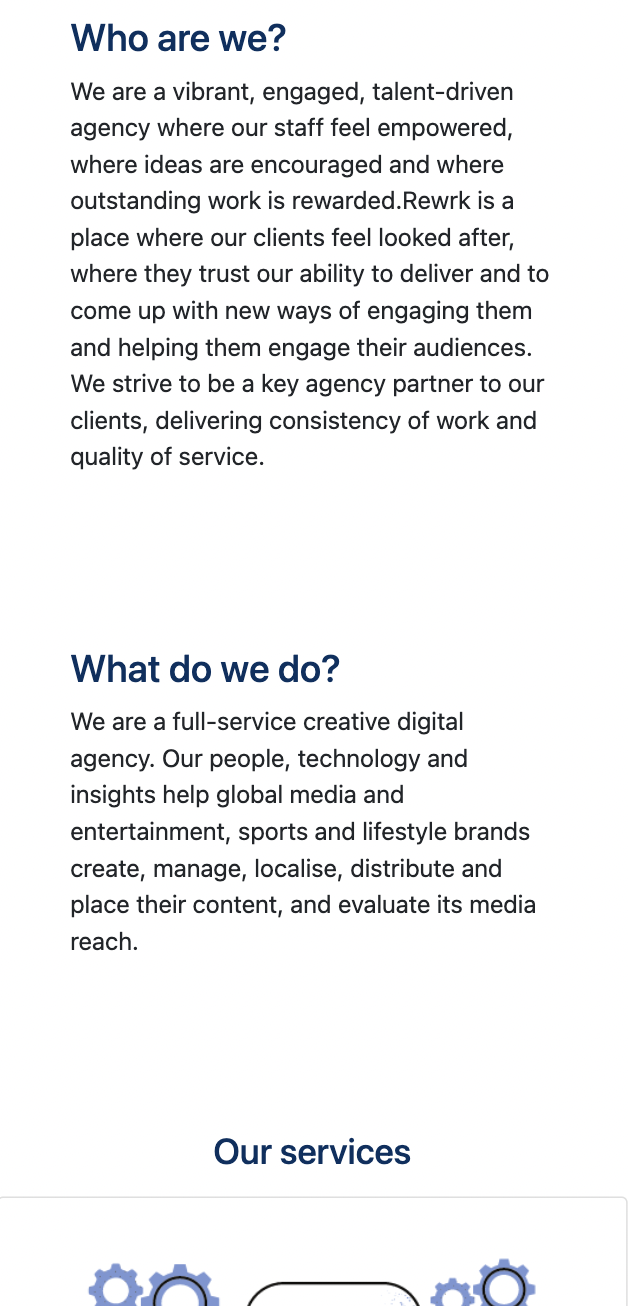 Who are we?
We are a vibrant, engaged, talent-driven
agency where our staff feel empowered,
where ideas are encouraged and where
outstanding work is rewarded.Rewrk is a
place where our clients feel looked after,
where they trust our ability to deliver and to
come up with new ways of engaging them
and helping them engage their audiences.
We strive to be a key agency partner to our
clients, delivering consistency of work and
quality of service.
What do we do?
We are a full-service creative digital
agency. Our people, technology and
insights help global media and
entertainment, sports and lifestyle brands
create, manage, localise, distribute and
place their content, and evaluate its media
reach.
Our services